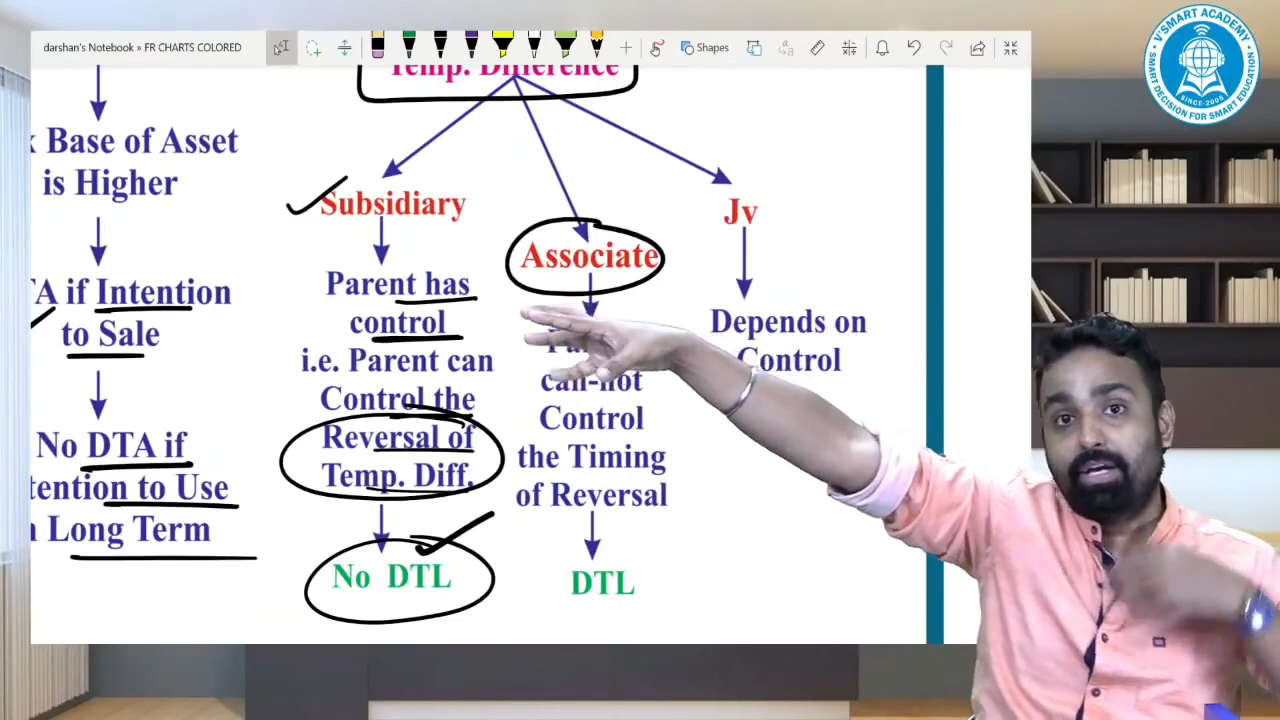 darshan's Notebook » FR CHARTS COLORED
Shapes
V'SMART ACADEMY
SINCE-2005
SMART DECISION FOR SMART EDUCATION
Temp. Difference
Base of Asset
is Higher
if Intention
to Sale
No DTA if
to Use
Long Term
Subsidiary
Parent has
control
i.e. Parent can
Control the
Reversal of
Temp. Diff.
No DTL
Associate
can-not
Control
the Timing
of Reversal
DTL
Jv
Depends on
Control